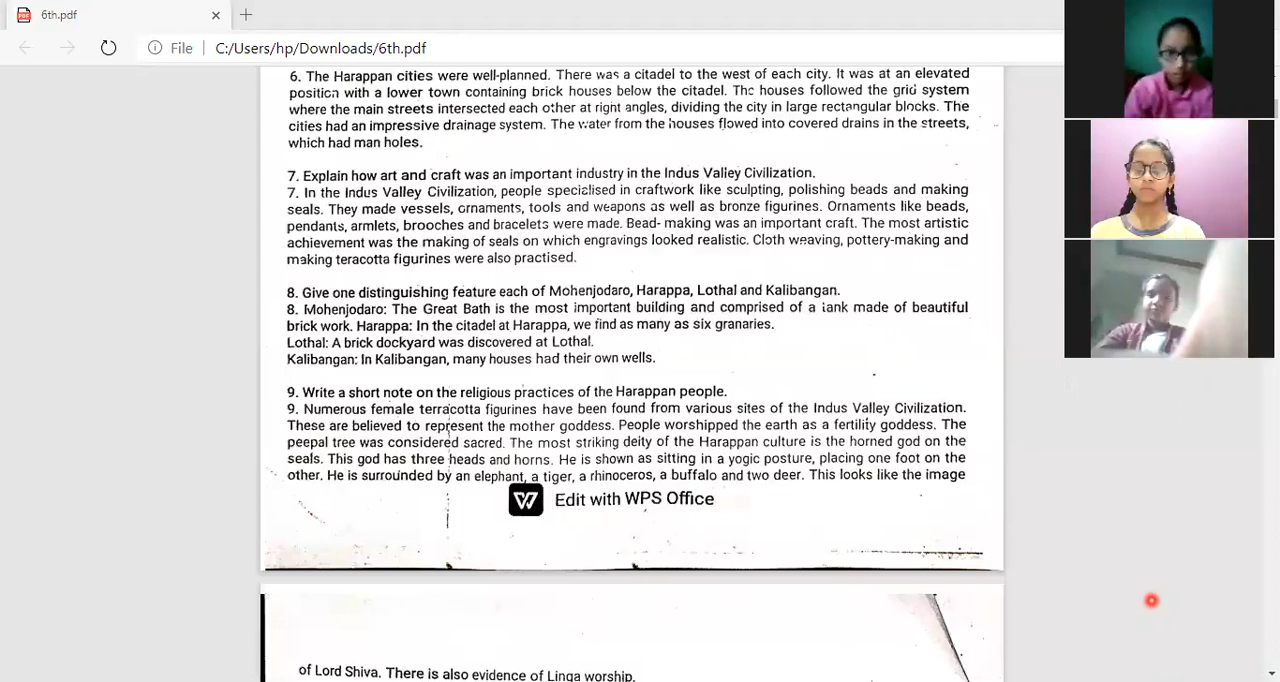 6th.pdf
File
C:/Users/hp/Downloads/6th.pdf
6. The Harappan cities were well-planned. There was a citadel to the west of each city. It was at an elevated
position with a lower town containing brick houses below the citadel. The houses followed the grid system
where the main streets intersected each other at right angles, dividing the city in large rectangular blocks. The
cities had an impressive drainage system. The water from the houses flowed into covered drains in the streets,
which had man holes.
7. Explain how art and craft was an important industry in the Indus Valley Civilization.
7. In the Indus Valley Civilization, people specialised in craftwork like sculpting, polishing beads and making
seals. They made vessels, ornaments, tools and weapons as well as bronze figurines. Ornaments like beads,
pendants, armlets, brooches and bracelets were made. Bead- making was an important craft. The most artistic
achievement was the making of seals on which engravings looked realistic. Cloth weaving, pottery-making and
making teracotta figurines were also practised.
8. Give one distinguishing feature each of Mohenjodaro, Harappa, Lothal and Kalibangan.
8. Mohenjodaro: The Great Bath is the most important building and comprised of a tank made of beautiful
brick work. Harappa: In the citadel at Harappa, we find as many as six granaries.
Lothal: A brick dockyard was discovered at Lothal.
Kalibangan: In Kalibangan, many houses had their own wells.
9. Write a short note on the religious practices of the Harappan people.
9. Numerous female terracotta figurines have been found from various sites of the Indus Valley Civilization.
These are believed to represent the mother goddess. People worshipped the earth as a fertility goddess. The
peepal tree was considered sacred. The most striking deity of the Harappan culture is the horned god on the
seals. This god has three heads and horns. He is shown as sitting in a yogic posture, placing one foot on the
other. He is surrounded by an elephant, a tiger, a rhinoceros, a buffalo and two deer. This looks like the image
Edit with WPS Office
of Lord Shiva. There is also evidence of Linga worship.